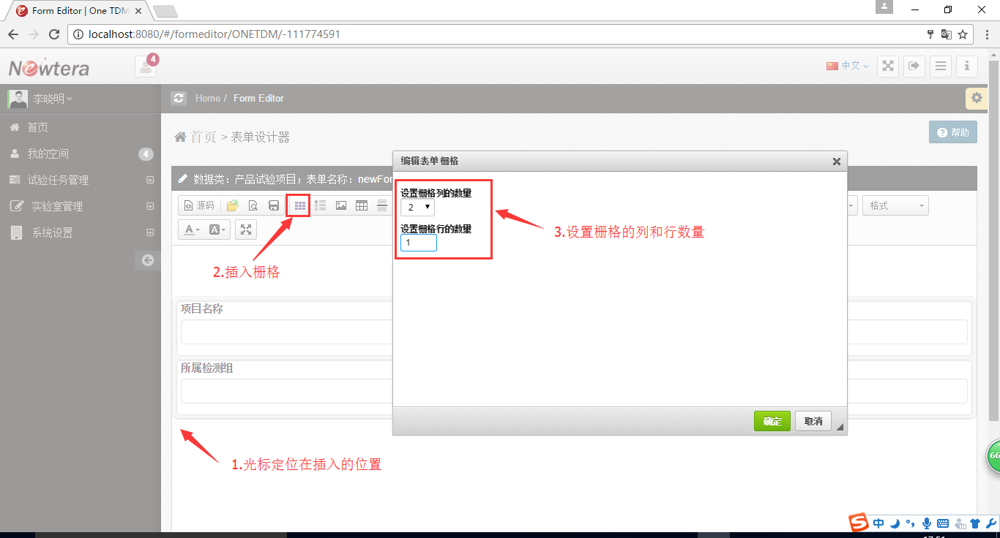 Form Editor | One TDM
localhost:8080/#/formeditor/ONETDM/-111774591
Newtera
4
中文
李晓明
Home / Form Editor
首页
我的空间
4
试验任务管理
实验室管理
系统设置
首页 > 表单设计器
帮助
数据类：产品试验项目；表单名称：newFor
源码
格式
A
A
编辑表单栅格
设置栅格列的数量
2
设置栅格行的数量
1
3.设置栅格的列和行数量
2.插入栅格
项目名称
所属检测组
确定
取消
1.光标定位在插入的位置
66
S
中